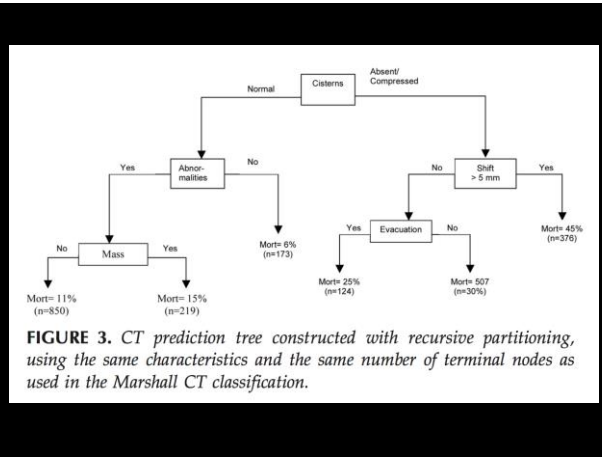 Cisterns
Normal
Absent/
Compressed
Abnor-
malities
Yes
No
Shift
> 5 mm
No
Yes
Mass
No
Yes
Mort= 6%
(n=173)
Evacuation
Yes
No
Mort= 45%
(n=376)
Mort= 11%
(n=850)
Mort= 15%
(n=219)
Mort= 25%
(n=124)
Mort= 507
(n=30%)
FIGURE 3. CT prediction tree constructed with recursive partitioning,
using the same characteristics and the same number of terminal nodes as
used in the Marshall CT classification.